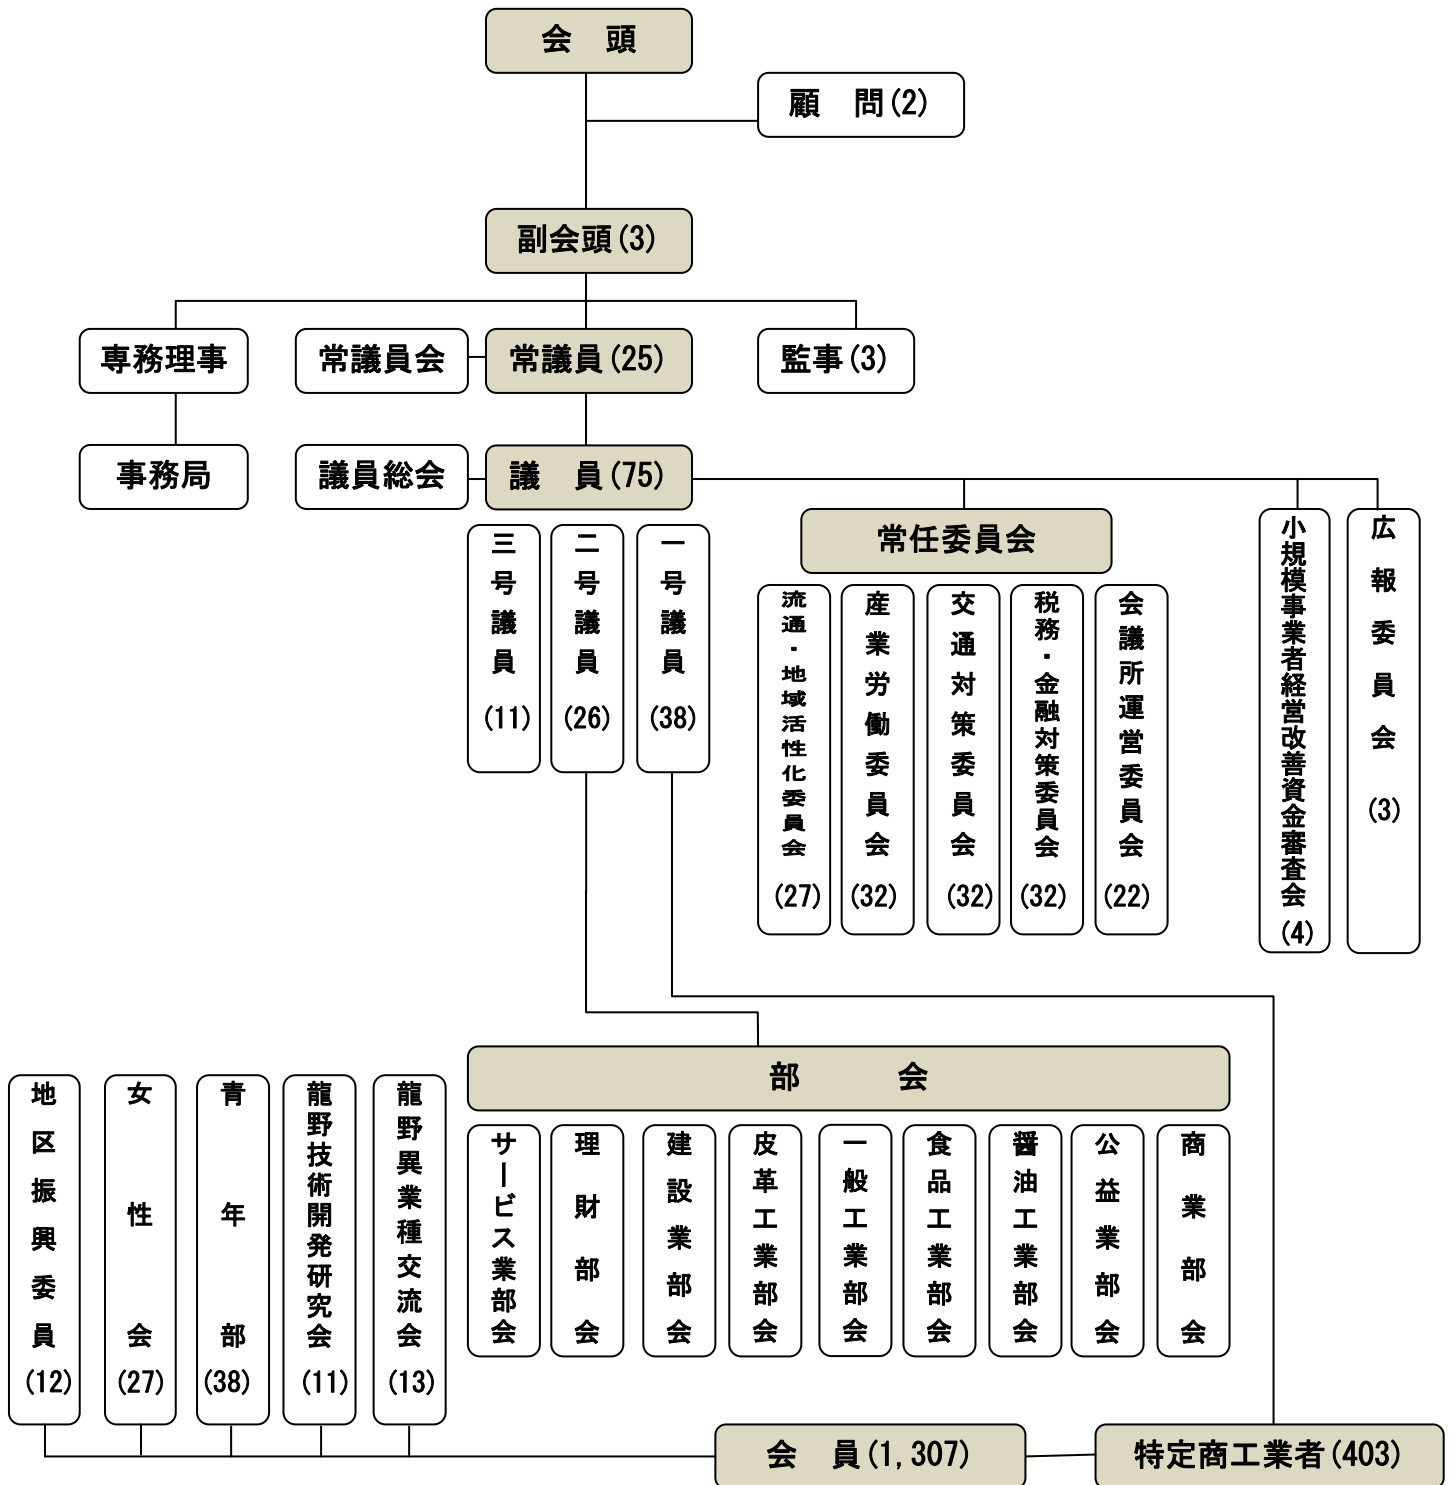 会　頭
顧　問(2)
副会頭(3)
専務理事
常議員会
常議員(25)
監事(3)
事務局
議員総会
議　員(75)
三号議員(11)
二号議員(26)
一号議員(38)
常任委員会
流通・地域活性化委員会(27)
産業労働委員会(32)
交通対策委員会(32)
税務・金融対策委員会(32)
会議所運営委員会(22)
小規模事業者経営改善資金審査会(4)
広報委員会(3)
地区振興委員(12)
女性会(27)
青年部(38)
龍野技術開発研究会(11)
龍野異業種交流会(13)
部　会
サービス業部会
理財部会
建設業部会
皮革工業部会
一般工業部会
食品工業部会
醤油工業部会
公益業部会
商業部会
会　員(1,307)
特定商工業者(403)